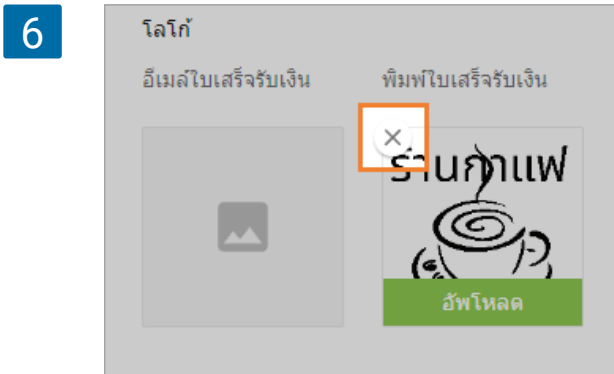 6
โลโก้
อีเมล์ใบเสร็จรับเงิน
พิมพ์ใบเสร็จรับเงิน
ร้านกาแฟ
อัพโหลด